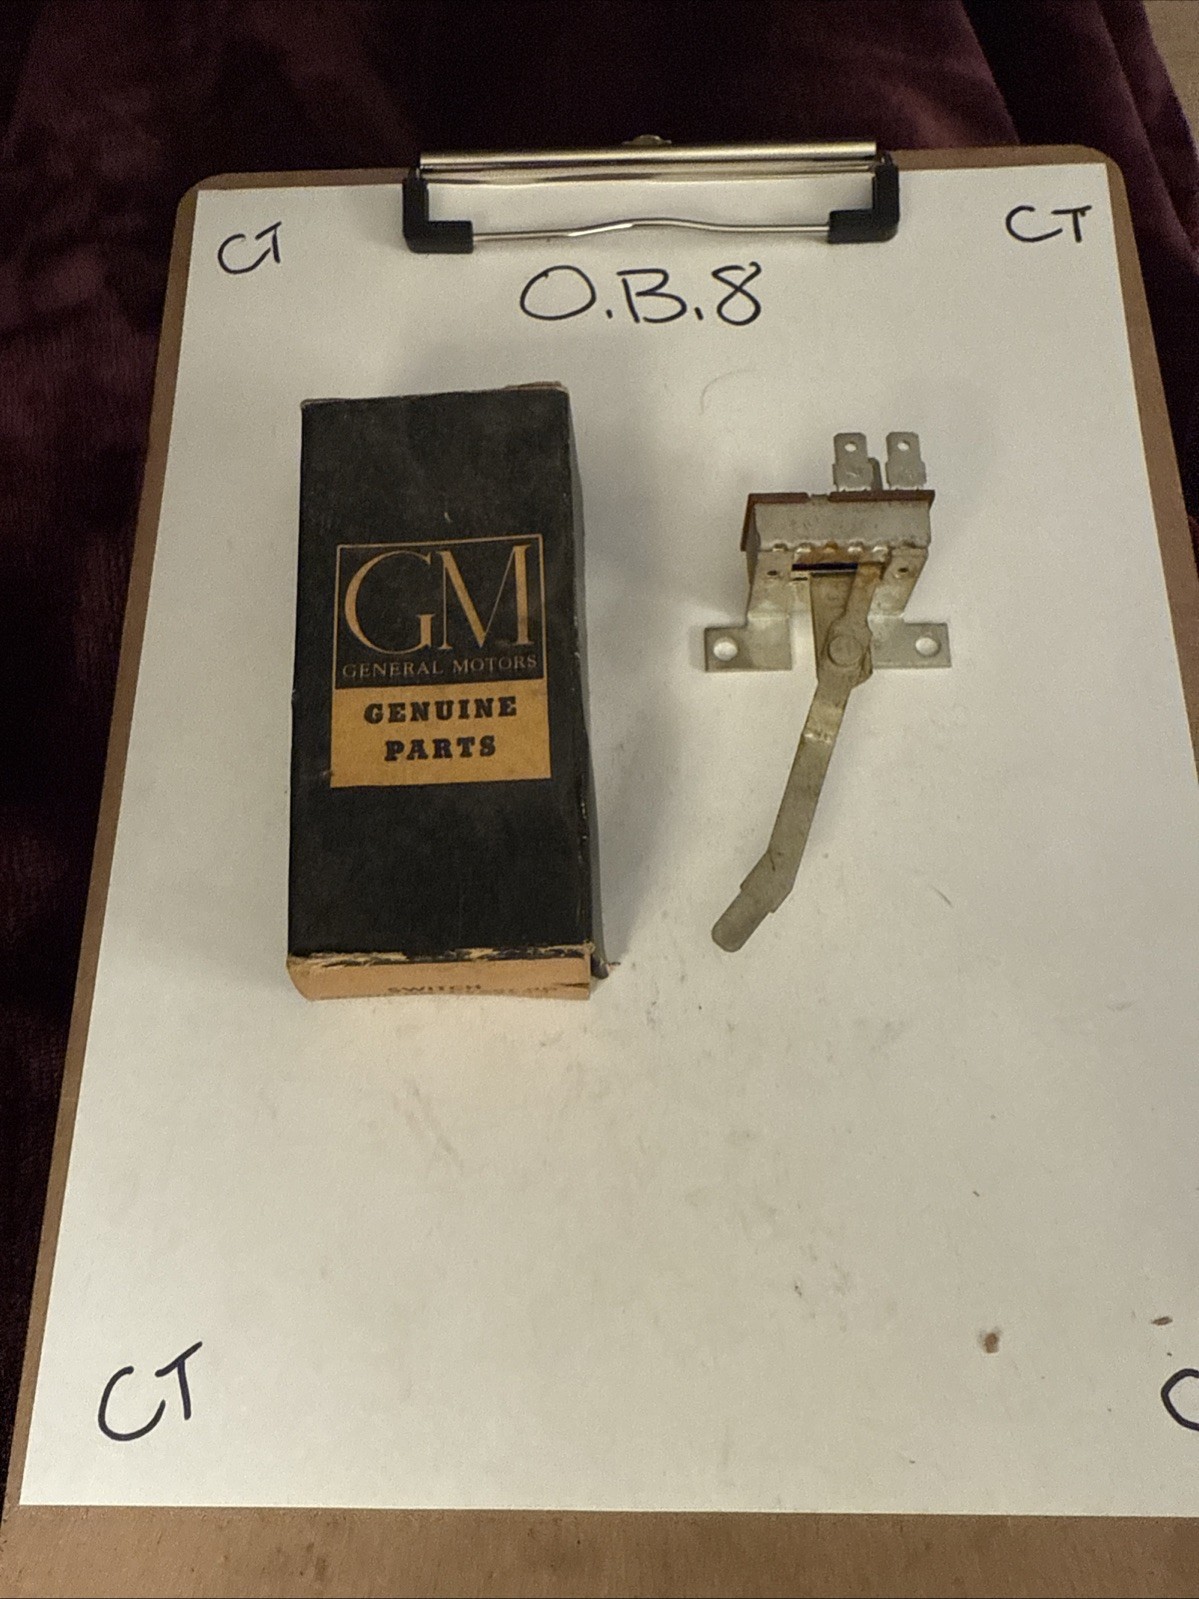 CT
CT
O.B.8
GM
GENERAL MOTORS
GENUINE
PARTS
SWITCH
CT
C